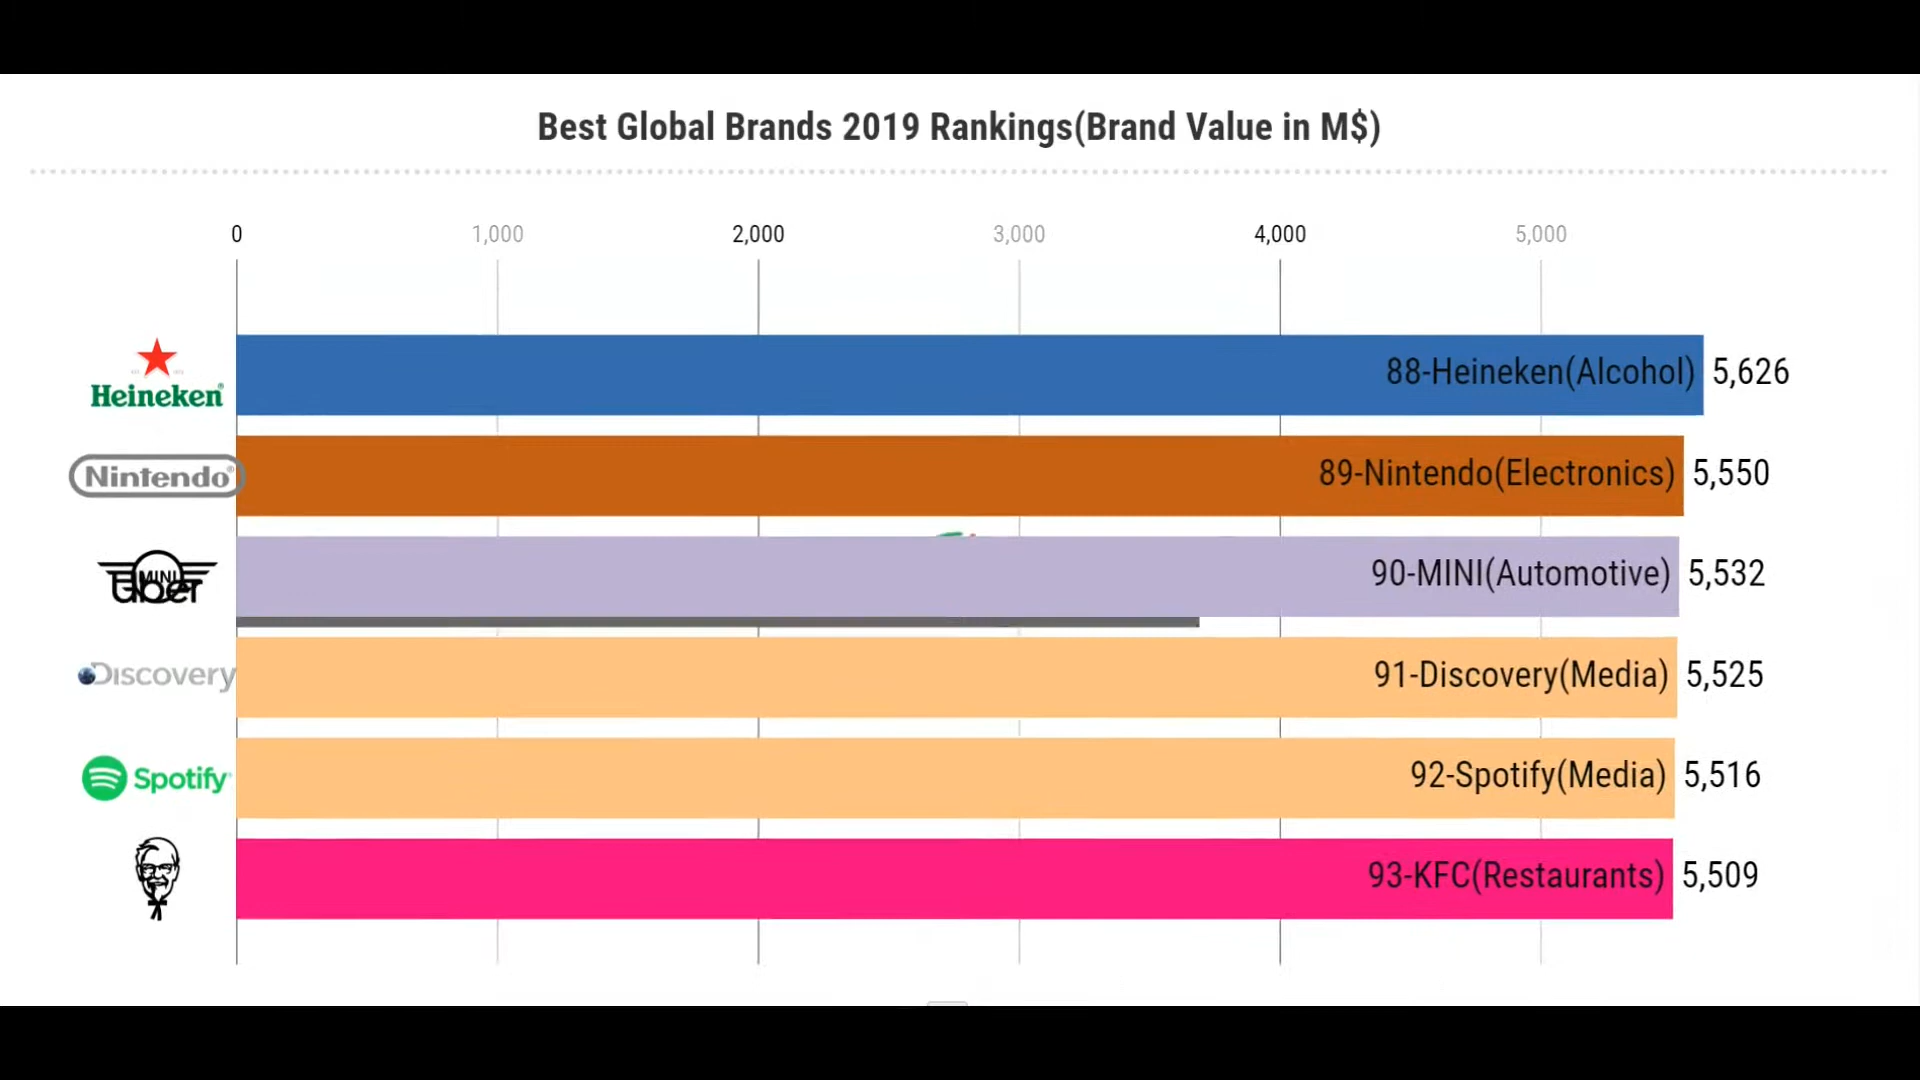 Best Global Brands 2019 Rankings(Brand Value in M$)
0 1,000 2,000 3,000 4,000 5,000
Heineken 88-Heineken(Alcohol) 5,626
Nintendo 89-Nintendo(Electronics) 5,550
MINI Uber 90-MINI(Automotive) 5,532
Discovery 91-Discovery(Media) 5,525
Spotify 92-Spotify(Media) 5,516
93-KFC(Restaurants) 5,509